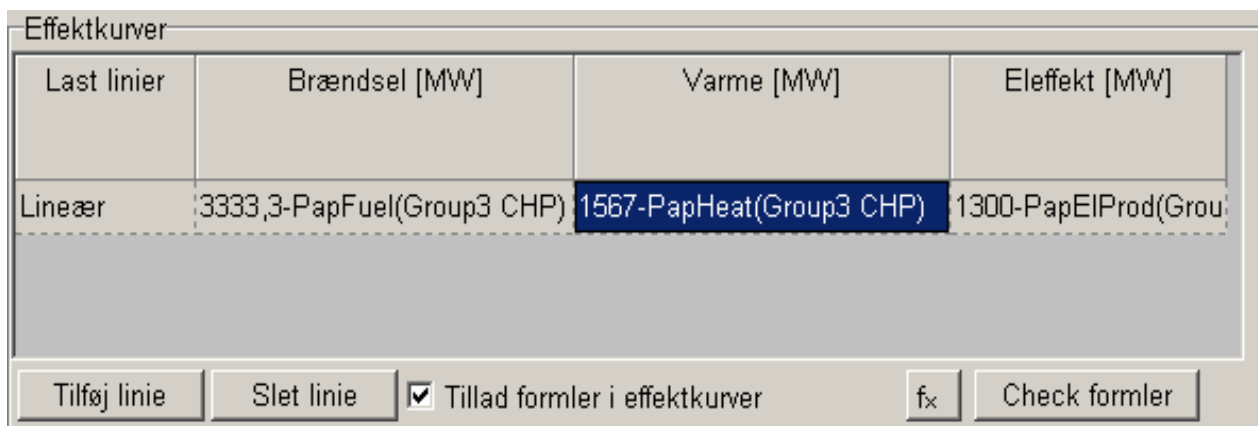 Effektkurver
Last linier Brændsel [MW] Varme [MW] Eleffekt [MW]
Lineær 3333,3-PapFuel(Group3 CHP) 1567-PapHeat(Group3 CHP) 1300-PapElProd(Grou
Tilføj linie Slet linie Tillad formler i effektkurver fx Check formler